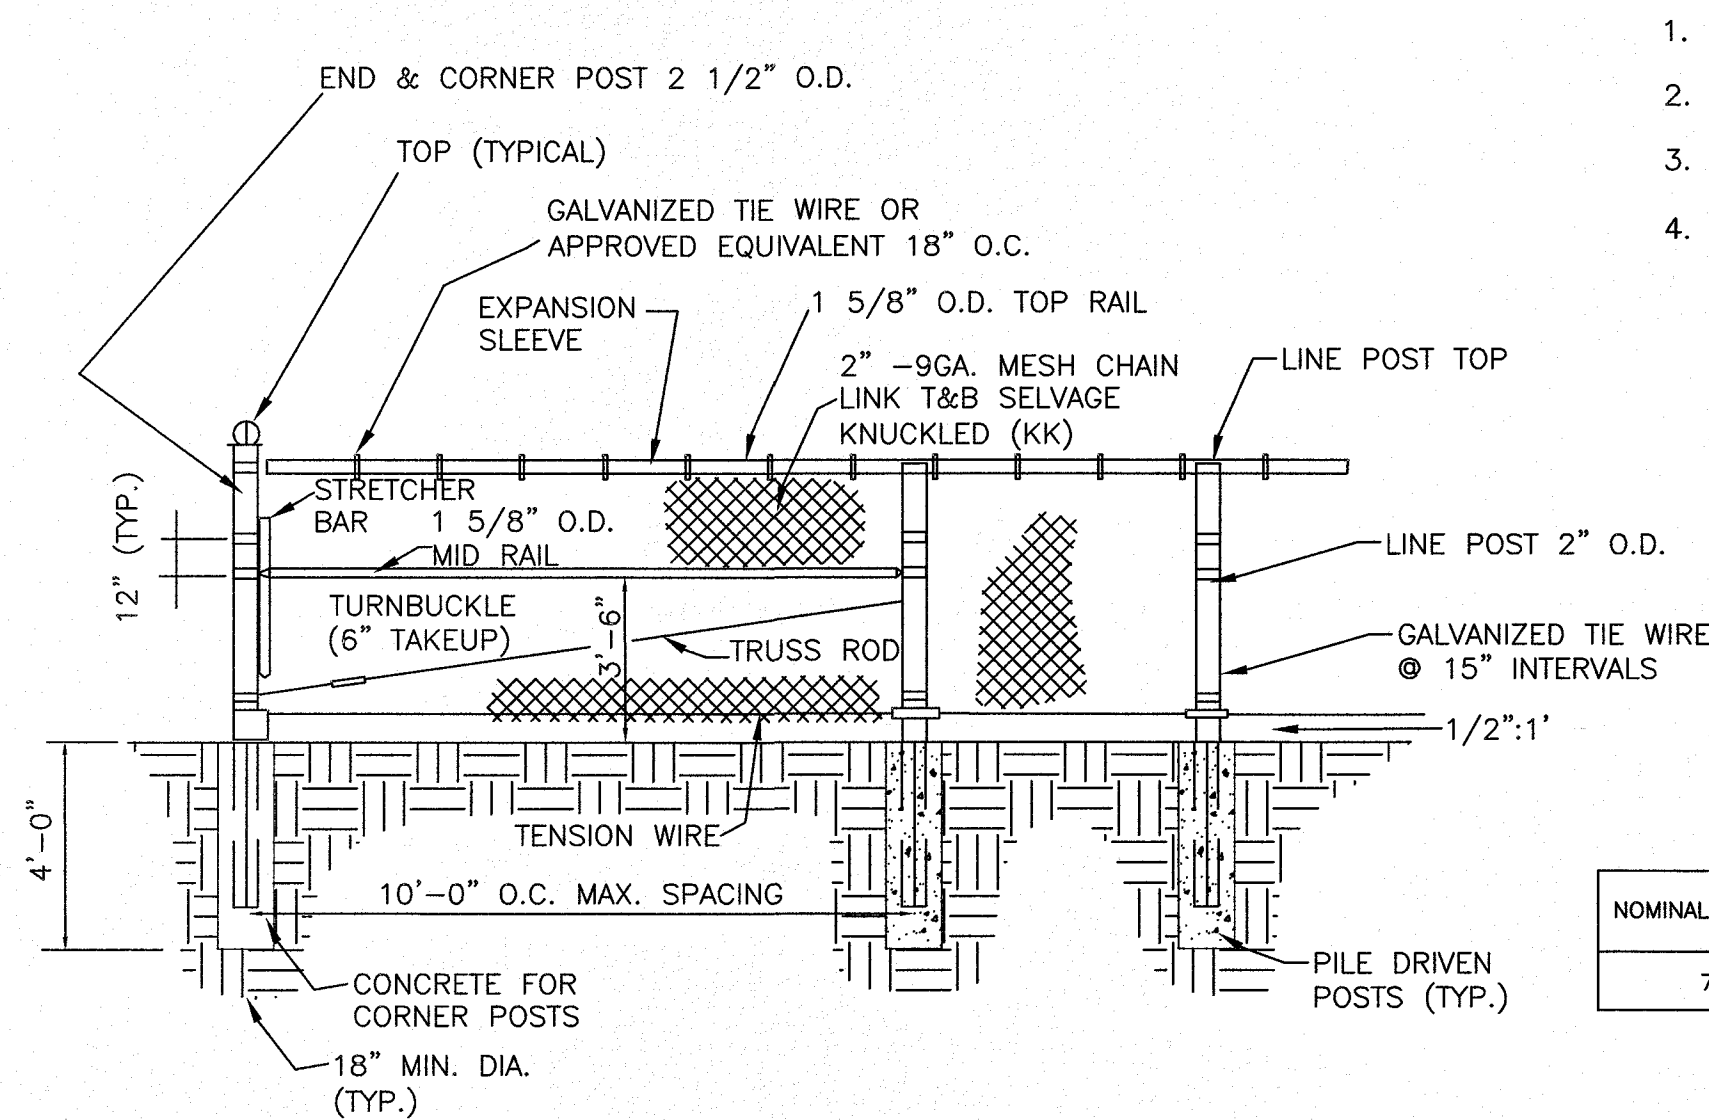 1.
2.
3.
4.
END & CORNER POST 2 1/2" O.D.
TOP (TYPICAL)
GALVANIZED TIE WIRE OR
APPROVED EQUIVALENT 18" O.C.
EXPANSION
SLEEVE
1 5/8" O.D. TOP RAIL
2" -9GA. MESH CHAIN
LINK T&B SELVAGE
KNUCKLED (KK)
LINE POST TOP
12" (TYP.)
STRETCHER
BAR
1 5/8" O.D.
MID RAIL
LINE POST 2" O.D.
TURNBUCKLE
(6" TAKEUP)
3'-6"
TRUSS ROD
GALVANIZED TIE WIRE
@ 15" INTERVALS
1/2":1'
4'-0"
TENSION WIRE
10'-0" O.C. MAX. SPACING
NOMINAL
7
CONCRETE FOR
CORNER POSTS
PILE DRIVEN
POSTS (TYP.)
18" MIN. DIA.
(TYP.)